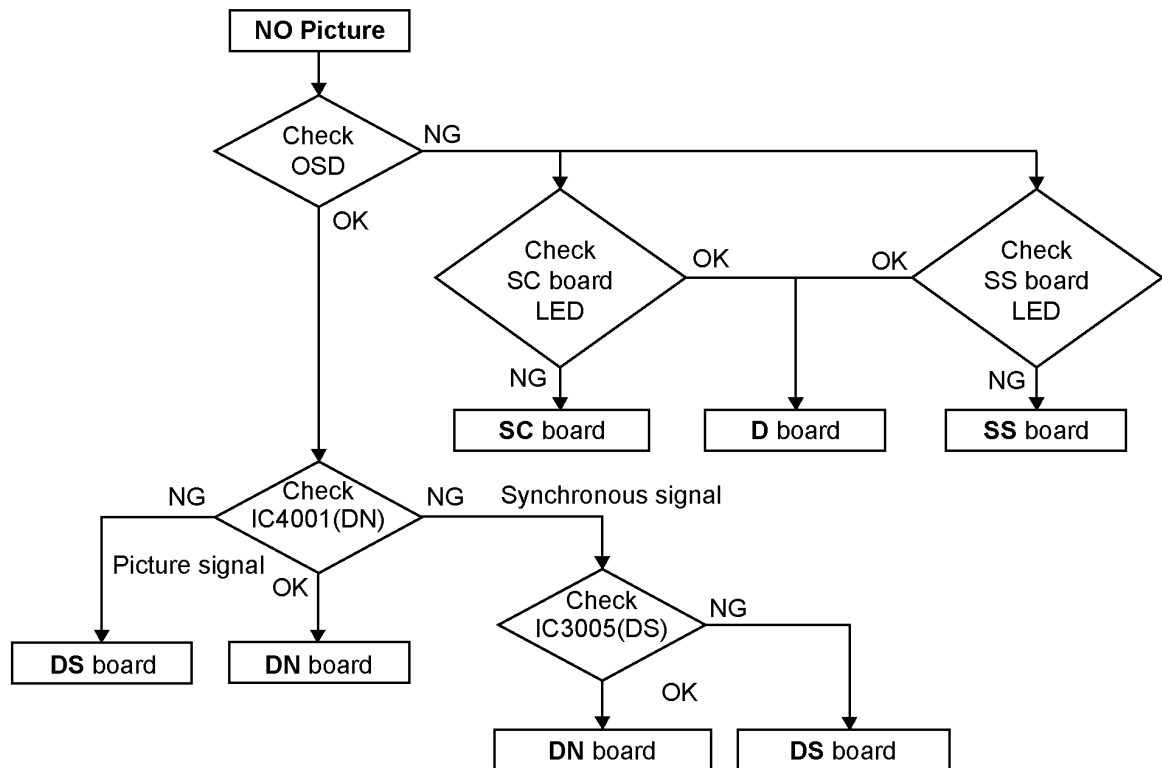 NO Picture
Check
OSD
NG
OK
Check
SC board
LED
OK
NG
OK
Check
SS board
LED
NG
SC board
D board
SS board
NG
Check
IC4001(DN)
NG
Synchronous signal
Picture signal
OK
DS board
DN board
Check
IC3005(DS)
NG
OK
DN board
DS board